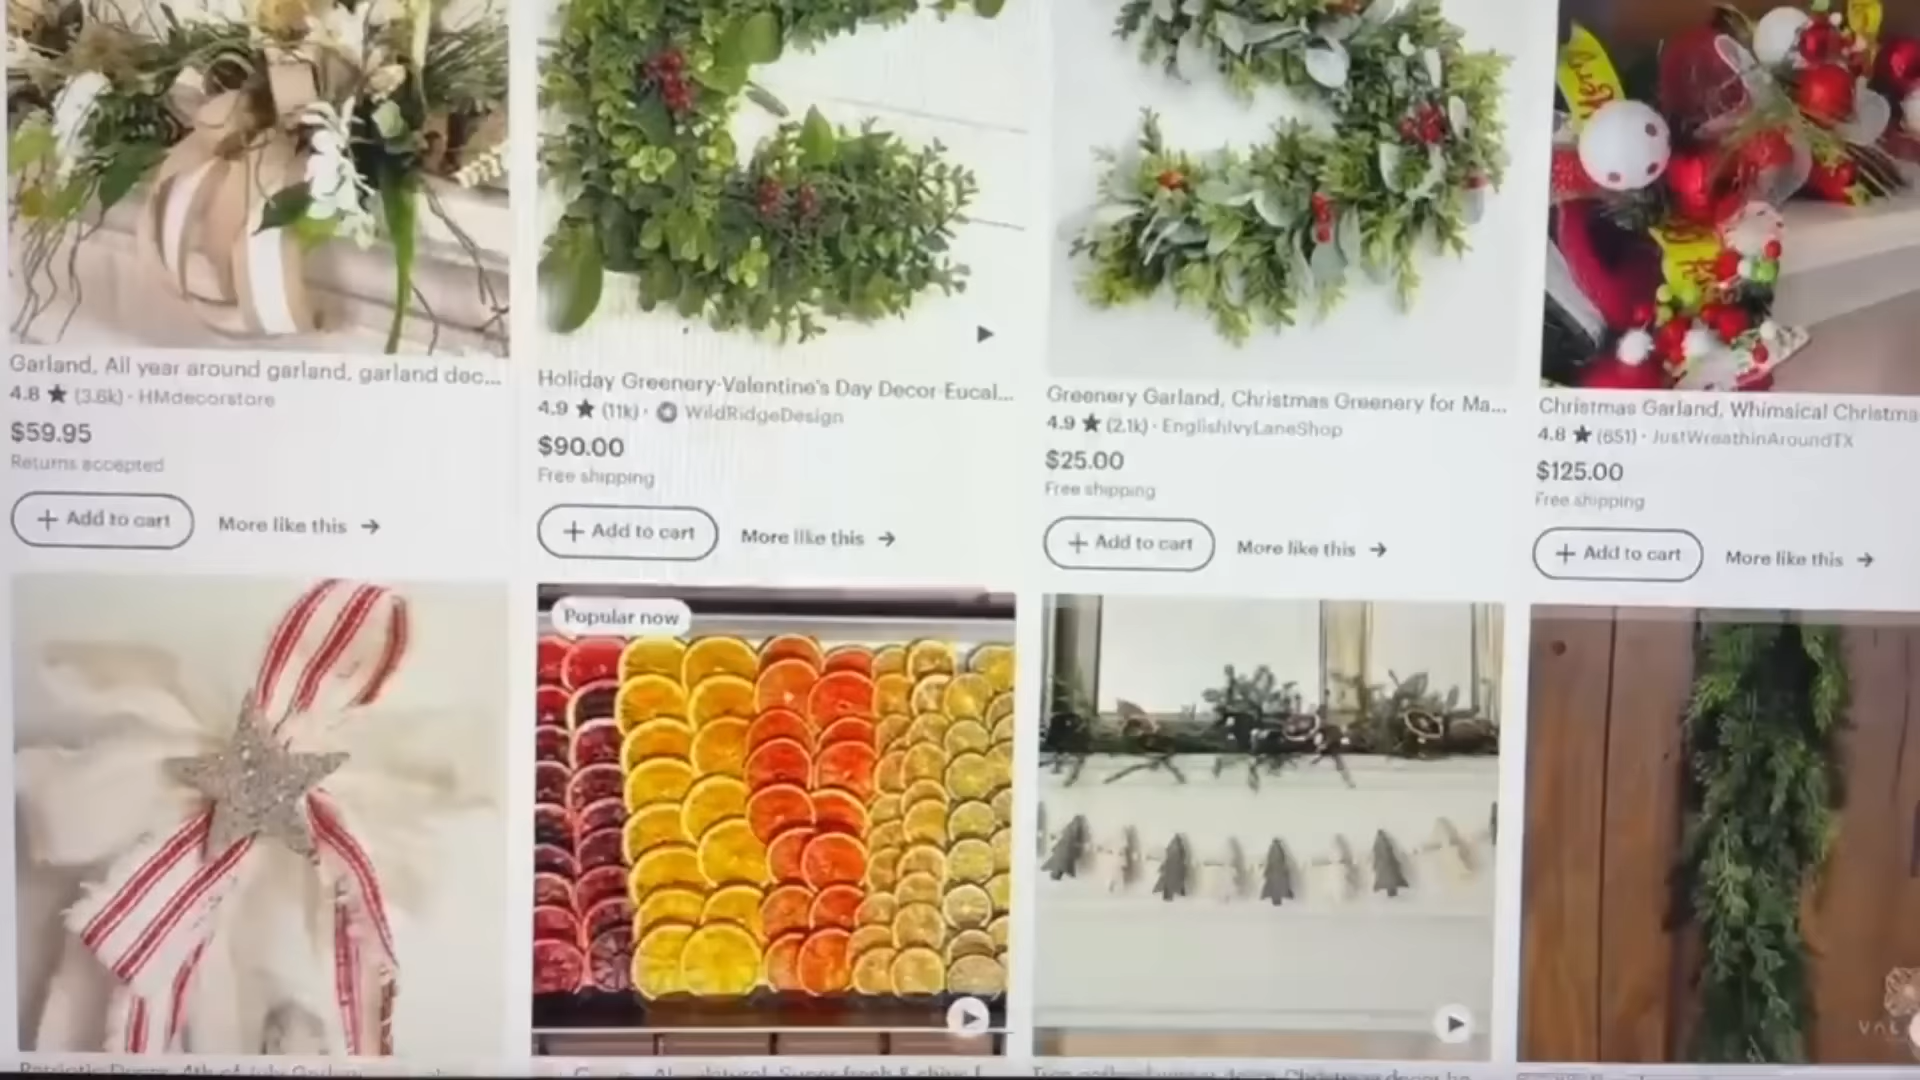 Garland, All year around garland, garland dec...
4.8 ★ (3.6k) · HMdecorstore
$59.95
Returns accepted
+ Add to cart
More like this →
Holiday Greenery-Valentine's Day Decor Eucal...
4.9 ★ (11k) · WildRidgeDesign
$90.00
Free shipping
+ Add to cart
More like this →
Greenery Garland, Christmas Greenery for Ma...
4.9 ★ (2.1k) · EnglishIvyLaneShop
$25.00
Free shipping
+ Add to cart
More like this →
Christmas Garland, Whimsical Christma
4.8 ★ (651) · JustWreathinAroundTX
$125.00
Free shipping
+ Add to cart
More like this →
Popular now